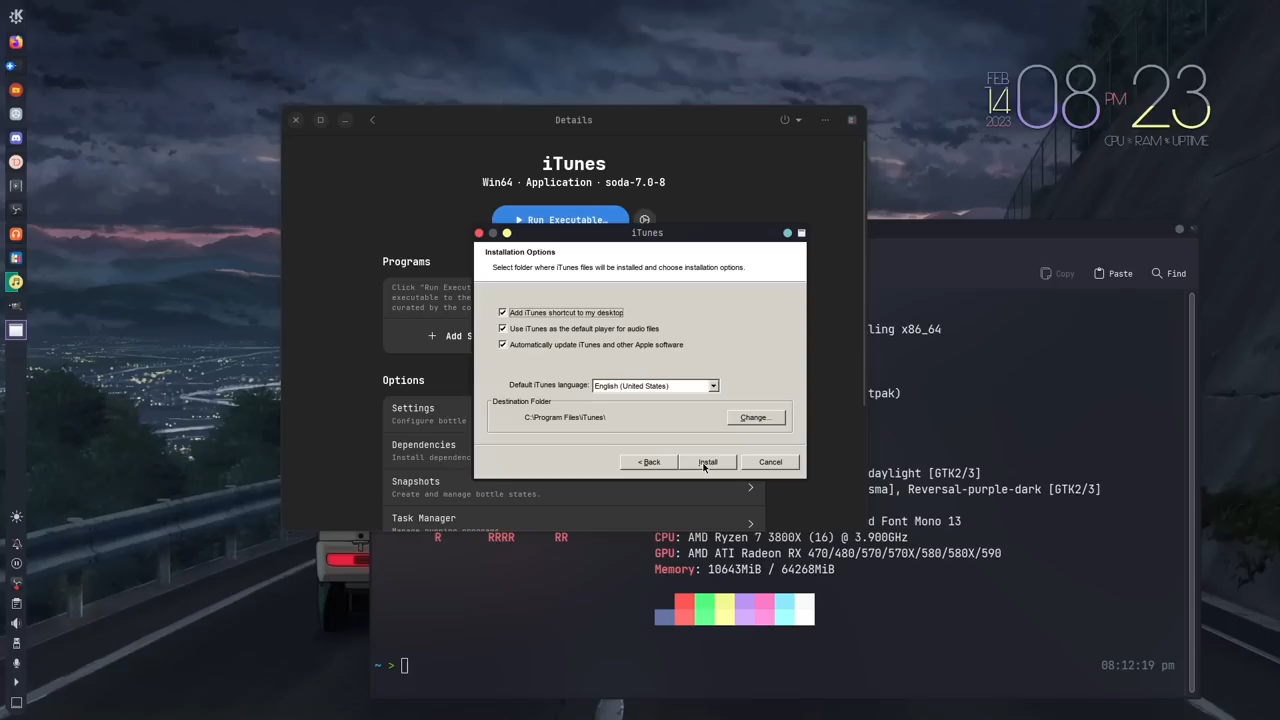 FEB
14
2023
08 PM 23
CPU RAM UPTIME
Details
iTunes
Win64 · Application · soda-7.0-8
Run Executable…
Programs
Click "Run Execut
executable to the
curated by the co
Add S
Options
Settings
Configure bottle
Dependencies
Install dependenc
Snapshots
Create and manage bottle states.
Task Manager
iTunes
Installation Options
Select folder where iTunes files will be installed and choose installation options.
Add iTunes shortcut to my desktop
Use iTunes as the default player for audio files
Automatically update iTunes and other Apple software
Default iTunes language: English (United States)
Destination Folder
C:\Program Files\iTunes\
Change...
< Back
Install
Cancel
Copy
Paste
Find
ling x86_64
tpak)
daylight [GTK2/3]
sma], Reversal-purple-dark [GTK2/3]
d Font Mono 13
R RRRR RR
CPU: AMD Ryzen 7 3800X (16) @ 3.900GHz
GPU: AMD ATI Radeon RX 470/480/570/570X/580/580X/590
Memory: 10643MiB / 64268MiB
~ >
08:12:19 pm